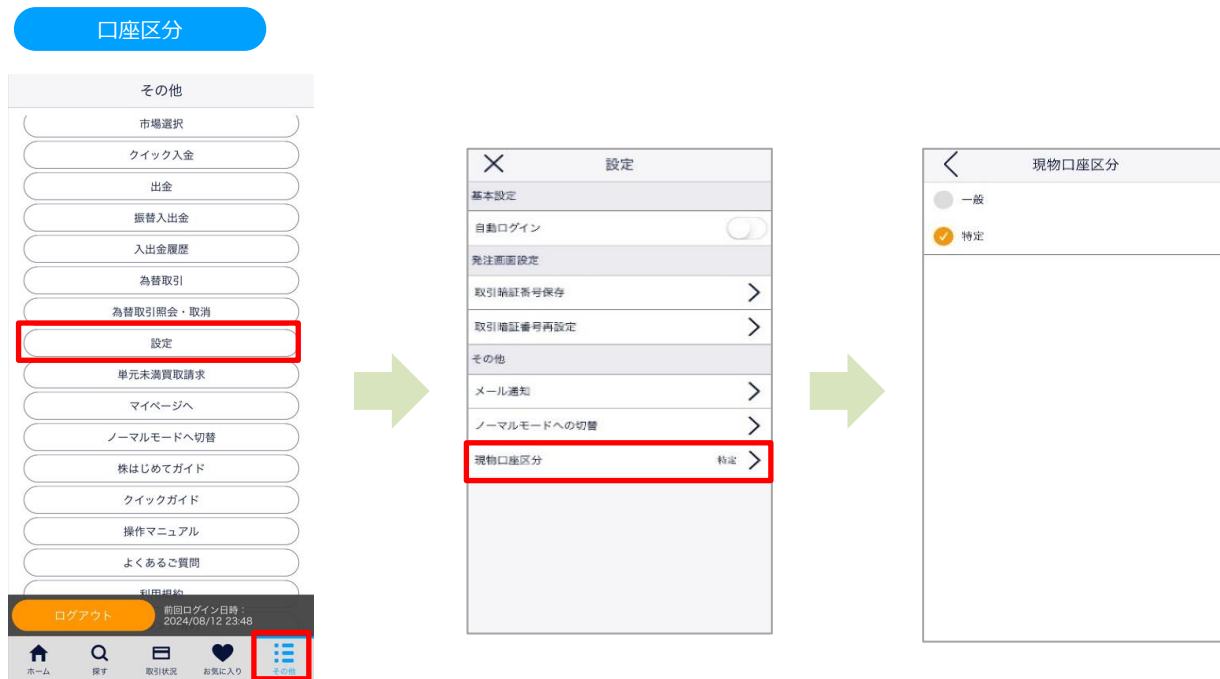 口座区分
その他
市場選択
クイック入金
出金
振替入出金
入出金履歴
為替取引
為替取引照会・取消
設定
単元未満買取請求
マイページへ
ノーマルモードへ切替
株はじめてガイド
クイックガイド
操作マニュアル
よくあるご質問
利用規約
ログアウト
前回ログイン日時：
2024/08/12 23:48
ホーム
探す
取引状況
お気に入り
その他
設定
基本設定
自動ログイン
発注画面設定
取引暗証番号保存
取引暗証番号再設定
その他
メール通知
ノーマルモードへの切替
現物口座区分 特定
現物口座区分
一般
特定